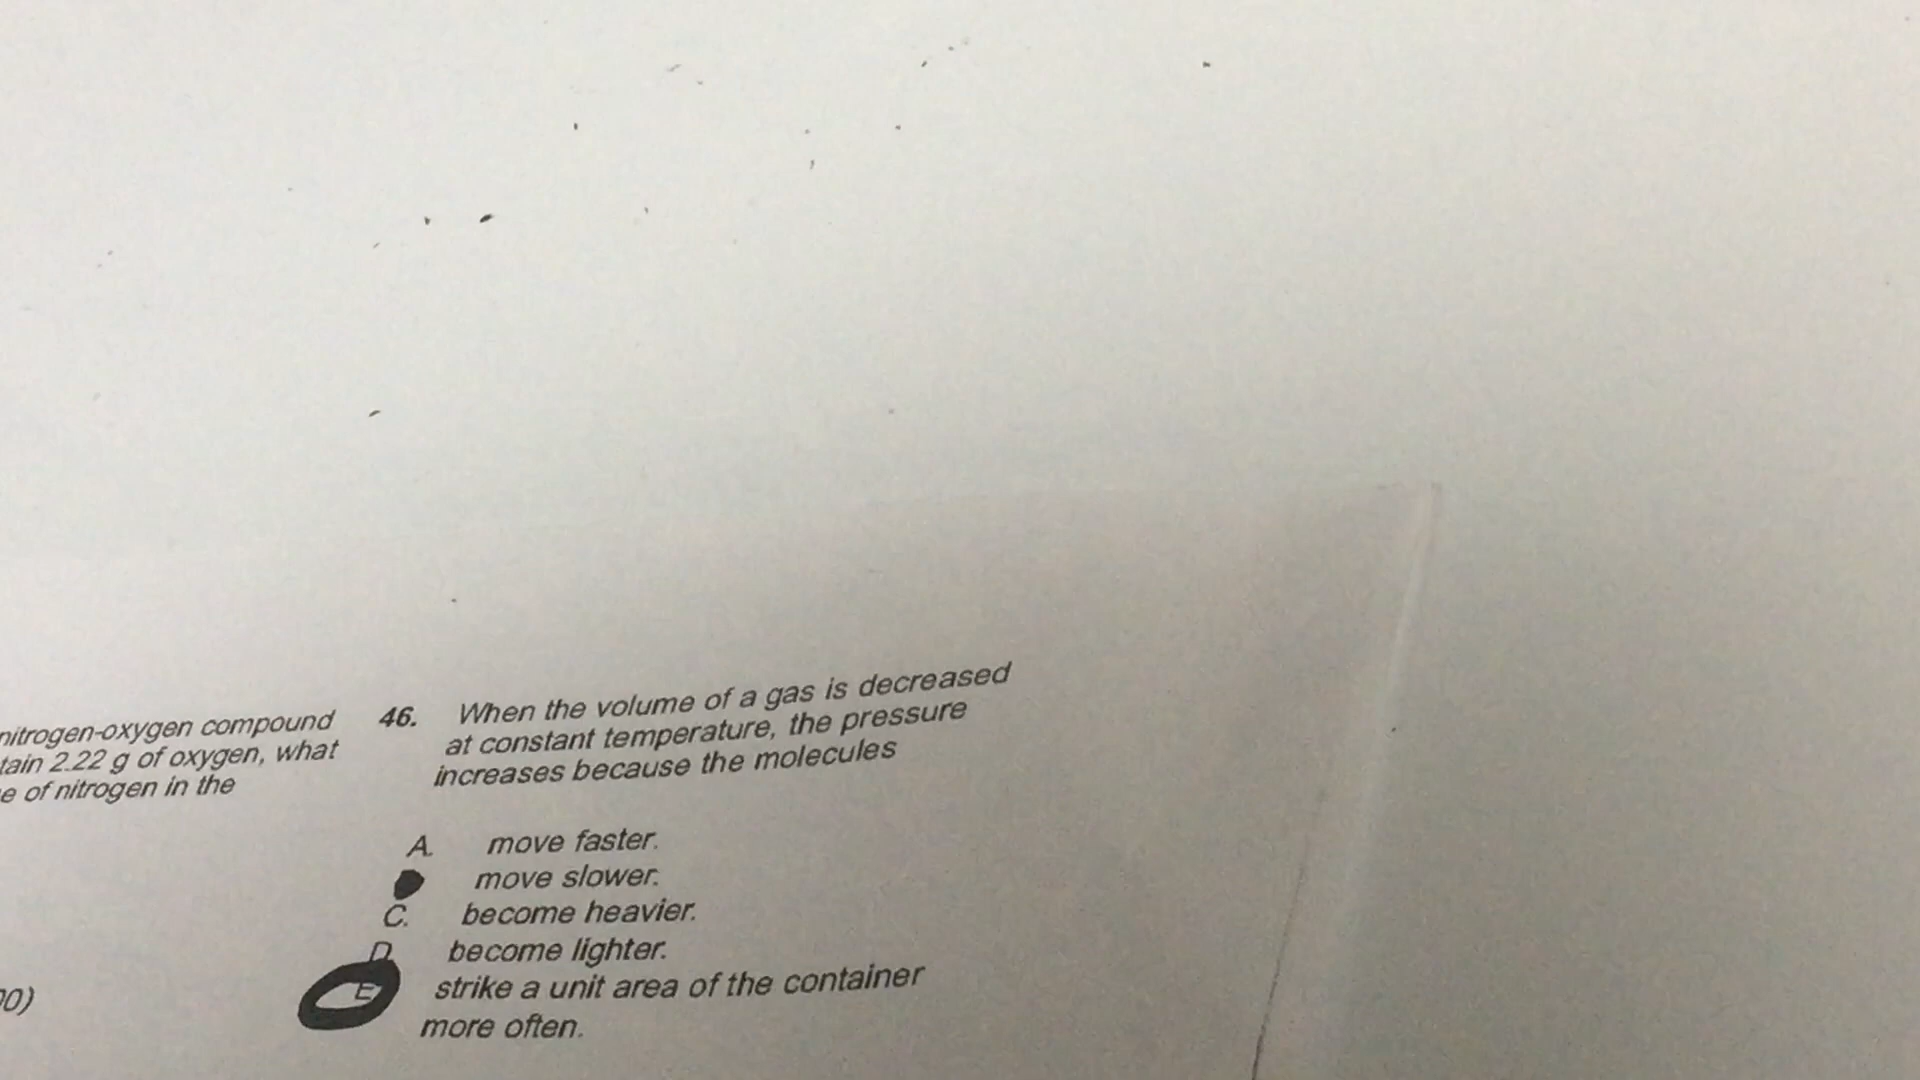 nitrogen-oxygen compound
tain 2.22 g of oxygen, what
e of nitrogen in the
46. When the volume of a gas is decreased
at constant temperature, the pressure
increases because the molecules
A. move faster.
move slower.
C. become heavier.
D become lighter.
E strike a unit area of the container
more often.
00)